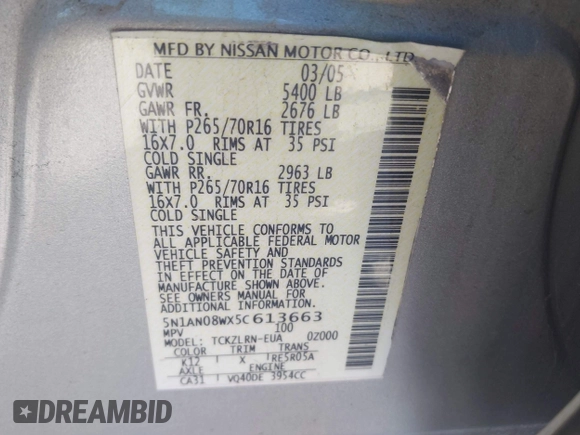 MFD BY NISSAN MOTOR CO.,LTD
DATE 03/05
GVWR 5400 LB
GAWR FR. 2676 LB
WITH P265/70R16 TIRES
16X7.0 RIMS AT 35 PSI
COLD SINGLE
GAWR RR. 2963 LB
WITH P265/70R16 TIRES
16X7.0 RIMS AT 35 PSI
COLD SINGLE
THIS VEHICLE CONFORMS TO
ALL APPLICABLE FEDERAL MOTOR
VEHICLE SAFETY AND
THEFT PREVENTION STANDARDS
IN EFFECT ON THE DATE OF
MANUFACTURE SHOWN ABOVE.
SEE OWNERS MANUAL FOR
ADDITIONAL INFORMATION.
5N1AN08WX5C613663
MPV 100
MODEL: TCKZLRN-EUA 02000
COLOR TRIM TRANS
K12 X RE5R05A
AXLE ENGINE
CA31 VQ40DE 3954CC
DREAMBID